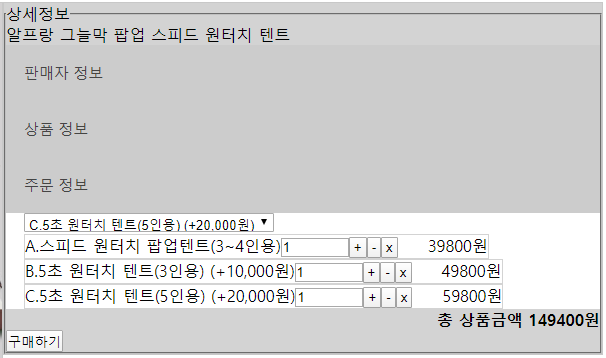 상세정보
알프랑 그늘막 팝업 스피드 원터치 텐트
판매자 정보
상품 정보
주문 정보
C.5초 원터치 텐트(5인용) (+20,000원) ▼
A.스피드 원터치 팝업텐트(3~4인용) 1 + - x 39800원
B.5초 원터치 텐트(3인용) (+10,000원) 1 + - x 49800원
C.5초 원터치 텐트(5인용) (+20,000원) 1 + - x 59800원
총 상품금액 149400원
구매하기